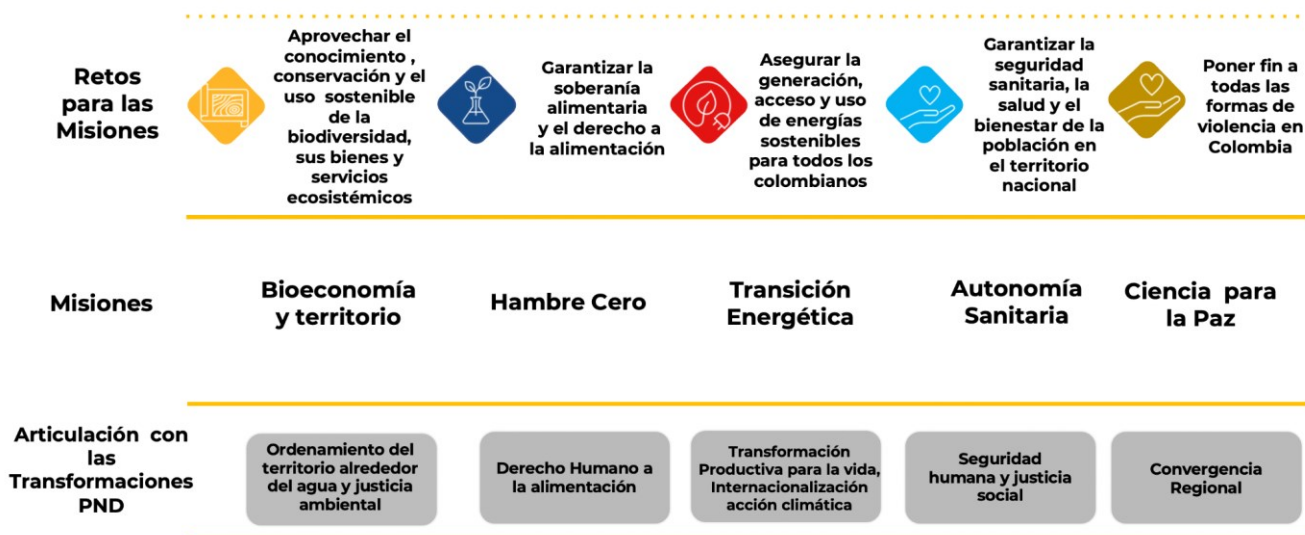 Retos
para las
Misiones
Aprovechar el
conocimiento ,
conservación y el
uso sostenible
de la
biodiversidad,
sus bienes y
servicios
ecosistémicos
Garantizar la
soberanía
alimentaria
y el derecho a
la alimentación
Asegurar la
generación,
acceso y uso
de energías
sostenibles
para todos los
colombianos
Garantizar la
seguridad
sanitaria, la
salud y el
bienestar de la
población en
el territorio
nacional
Poner fin a
todas las
formas de
violencia en
Colombia
Misiones
Bioeconomía
y territorio
Hambre Cero
Transición
Energética
Autonomía
Sanitaria
Ciencia para
la Paz
Articulación con
las
Transformaciones
PND
Ordenamiento del
territorio alrededor
del agua y justicia
ambiental
Derecho Humano a
la alimentación
Transformación
Productiva para la vida,
Internacionalización
acción climática
Seguridad
humana y justicia
social
Convergencia
Regional